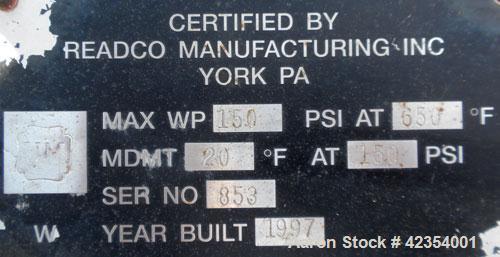 CERTIFIED BY
READCO MANUFACTURING INC
YORK PA
MAX WP 150 PSI AT 650 °F
UM
MDMT 20 °F AT 150 PSI
SER NO 853
W YEAR BUILT 1997
Aaron Stock # 42354001